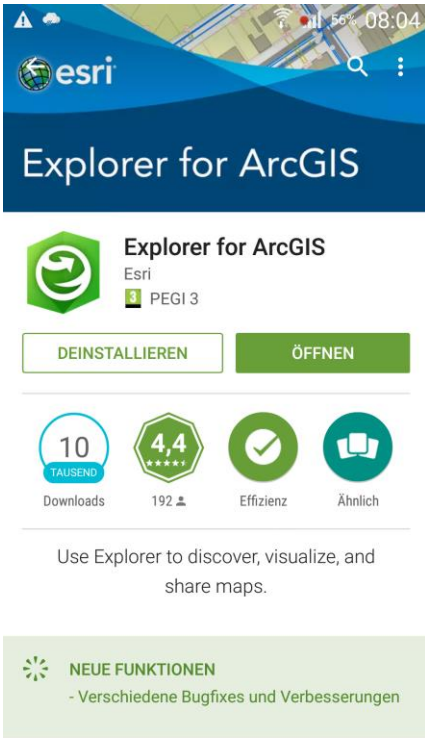 56% 08:04
esri
Explorer for ArcGIS
Explorer for ArcGIS
Esri
3 PEGI 3
DEINSTALLIEREN
ÖFFNEN
10
TAUSEND
Downloads
4,4
192
Effizienz
Ähnlich
Use Explorer to discover, visualize, and
share maps.
NEUE FUNKTIONEN
- Verschiedene Bugfixes und Verbesserungen